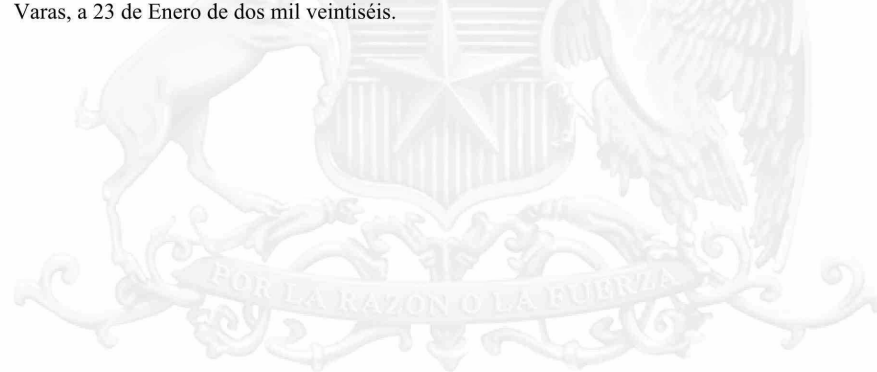 Varas, a 23 de Enero de dos mil veintiséis.
POR LA RAZON O LA FUERZA